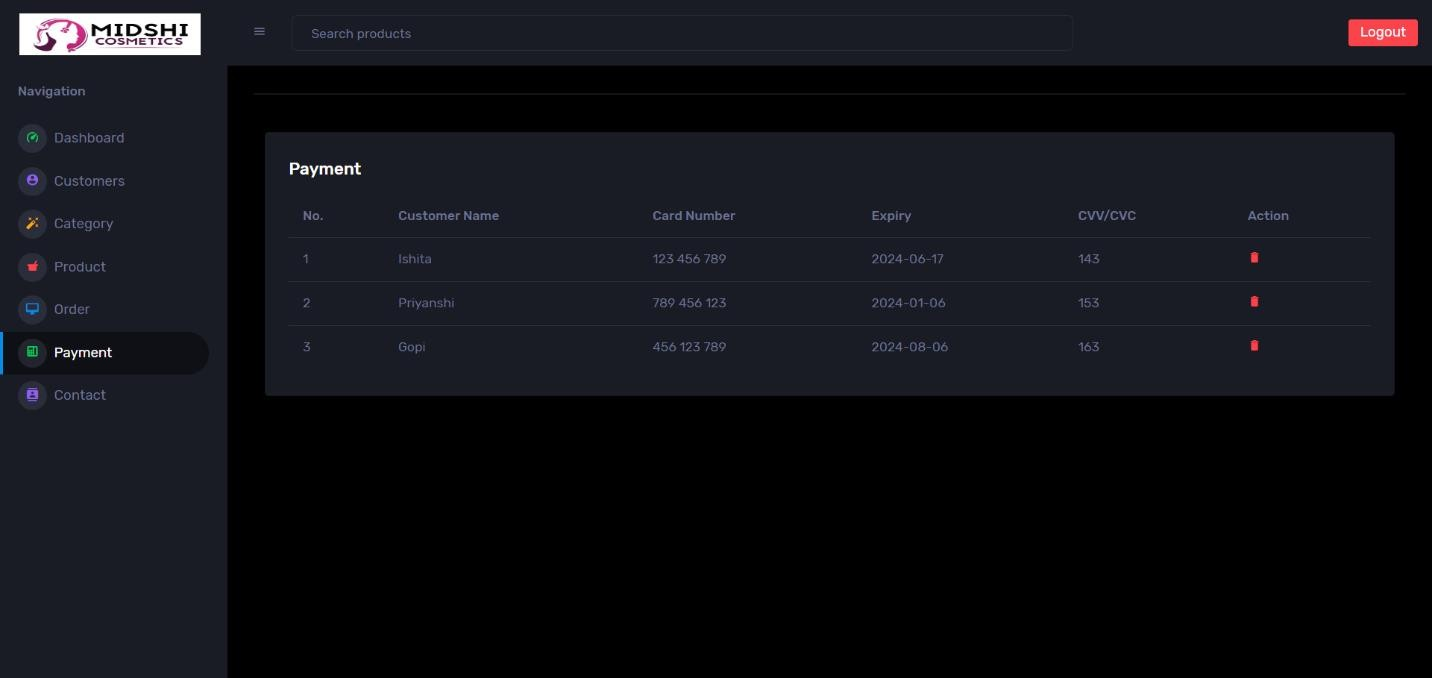 MIDSHI
COSMETICS
Search products
Logout
Navigation
Dashboard
Customers
Category
Product
Order
Payment
Contact
Payment
No. Customer Name Card Number Expiry CVV/CVC Action
1 Ishita 123 456 789 2024-06-17 143
2 Priyanshi 789 456 123 2024-01-06 153
3 Gopi 456 123 789 2024-08-06 163